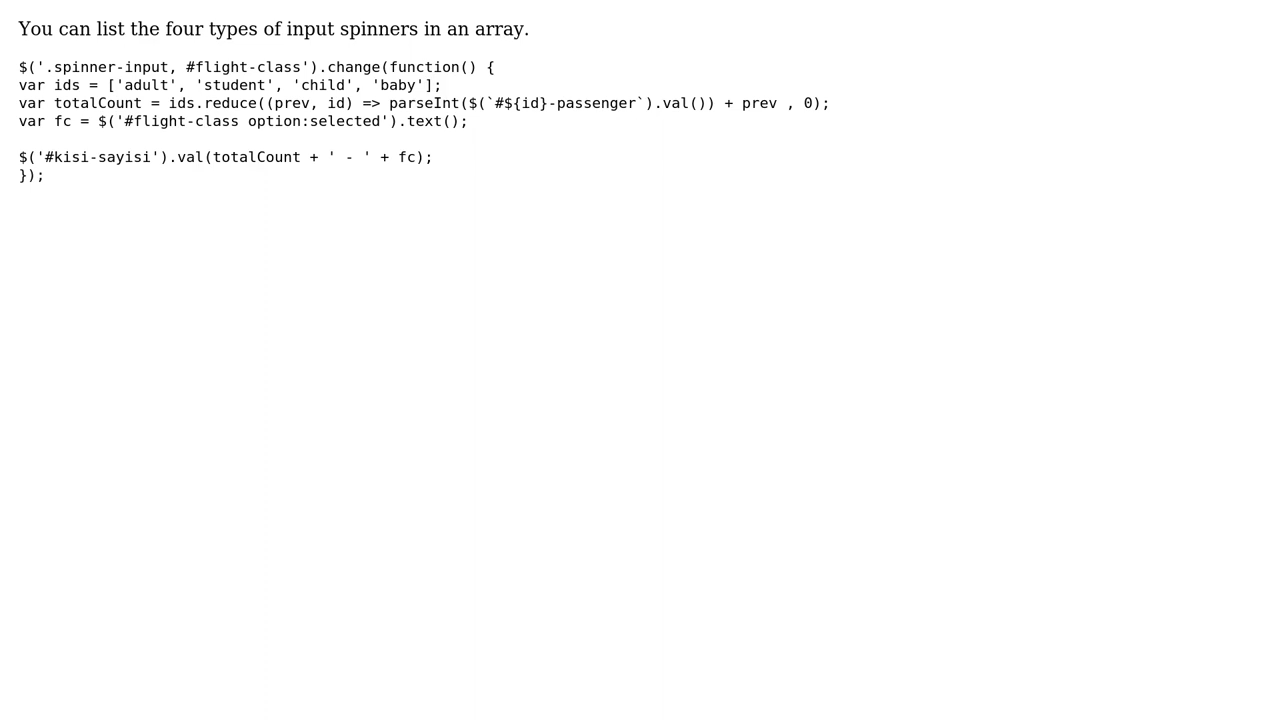 You can list the four types of input spinners in an array.
$('.spinner-input, #flight-class').change(function() {
var ids = ['adult', 'student', 'child', 'baby'];
var totalCount = ids.reduce((prev, id) => parseInt($(`#${id}-passenger`).val()) + prev , 0);
var fc = $('#flight-class option:selected').text();
$('#kisi-sayisi').val(totalCount + ' - ' + fc);
});